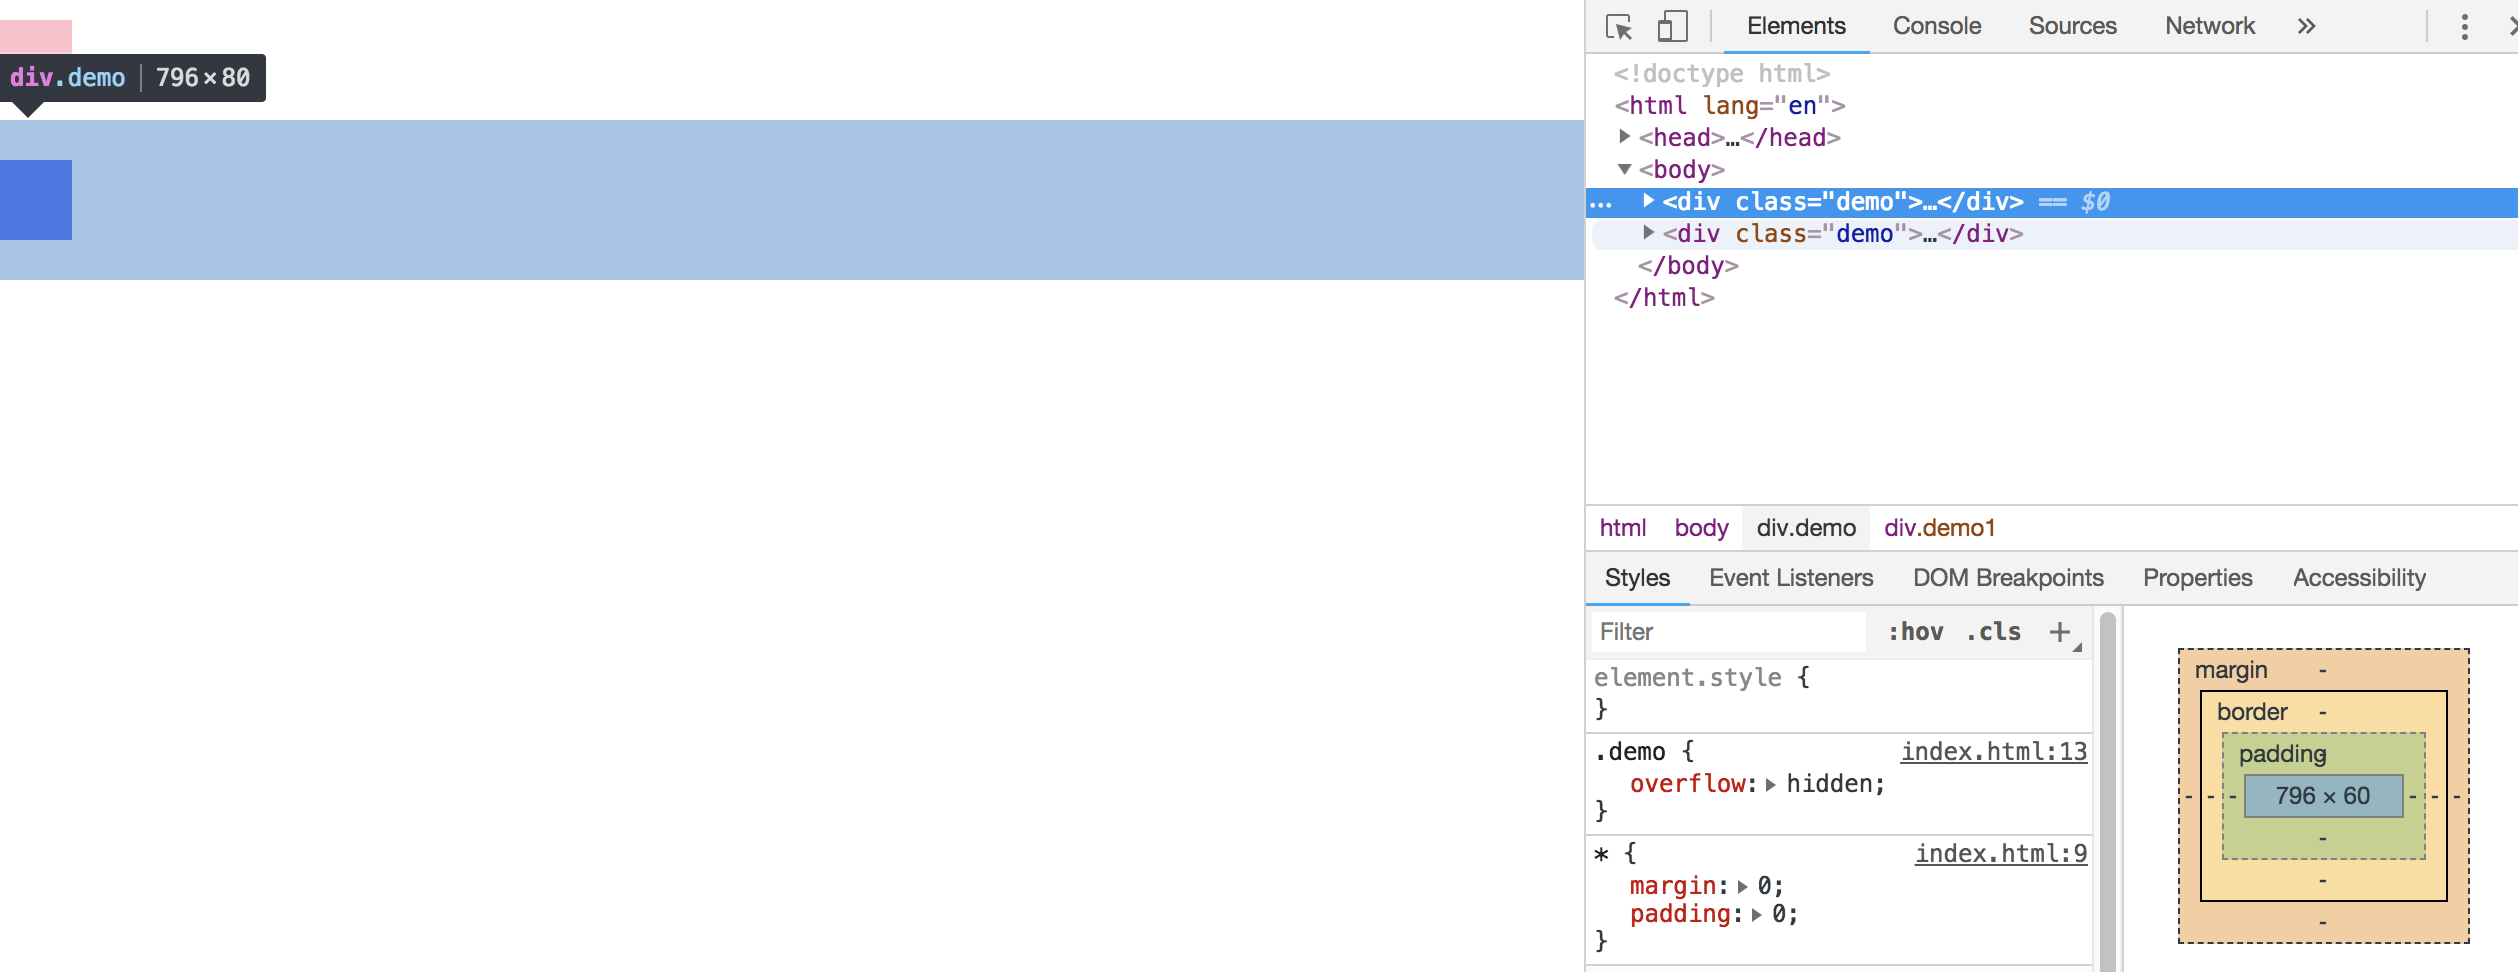 div.demo 796×80
Elements Console Sources Network »
<!doctype html>
<html lang="en">
<head>…</head>
<body>
… <div class="demo">…</div> == $0
<div class="demo">…</div>
</body>
</html>
html body div.demo div.demo1
Styles Event Listeners DOM Breakpoints Properties Accessibility
Filter :hov .cls +
element.style {
}
.demo { index.html:13
overflow: hidden;
}
* { index.html:9
margin: 0;
padding: 0;
}
margin -
border -
padding -
- - - 796 × 60 - - -
-
-
-